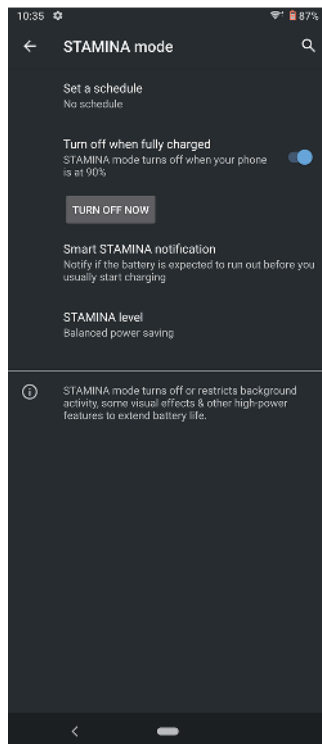 10:35 87%
STAMINA mode
Set a schedule
No schedule
Turn off when fully charged
STAMINA mode turns off when your phone
is at 90%
TURN OFF NOW
Smart STAMINA notification
Notify if the battery is expected to run out before you
usually start charging
STAMINA level
Balanced power saving
STAMINA mode turns off or restricts background
activity, some visual effects & other high-power
features to extend battery life.